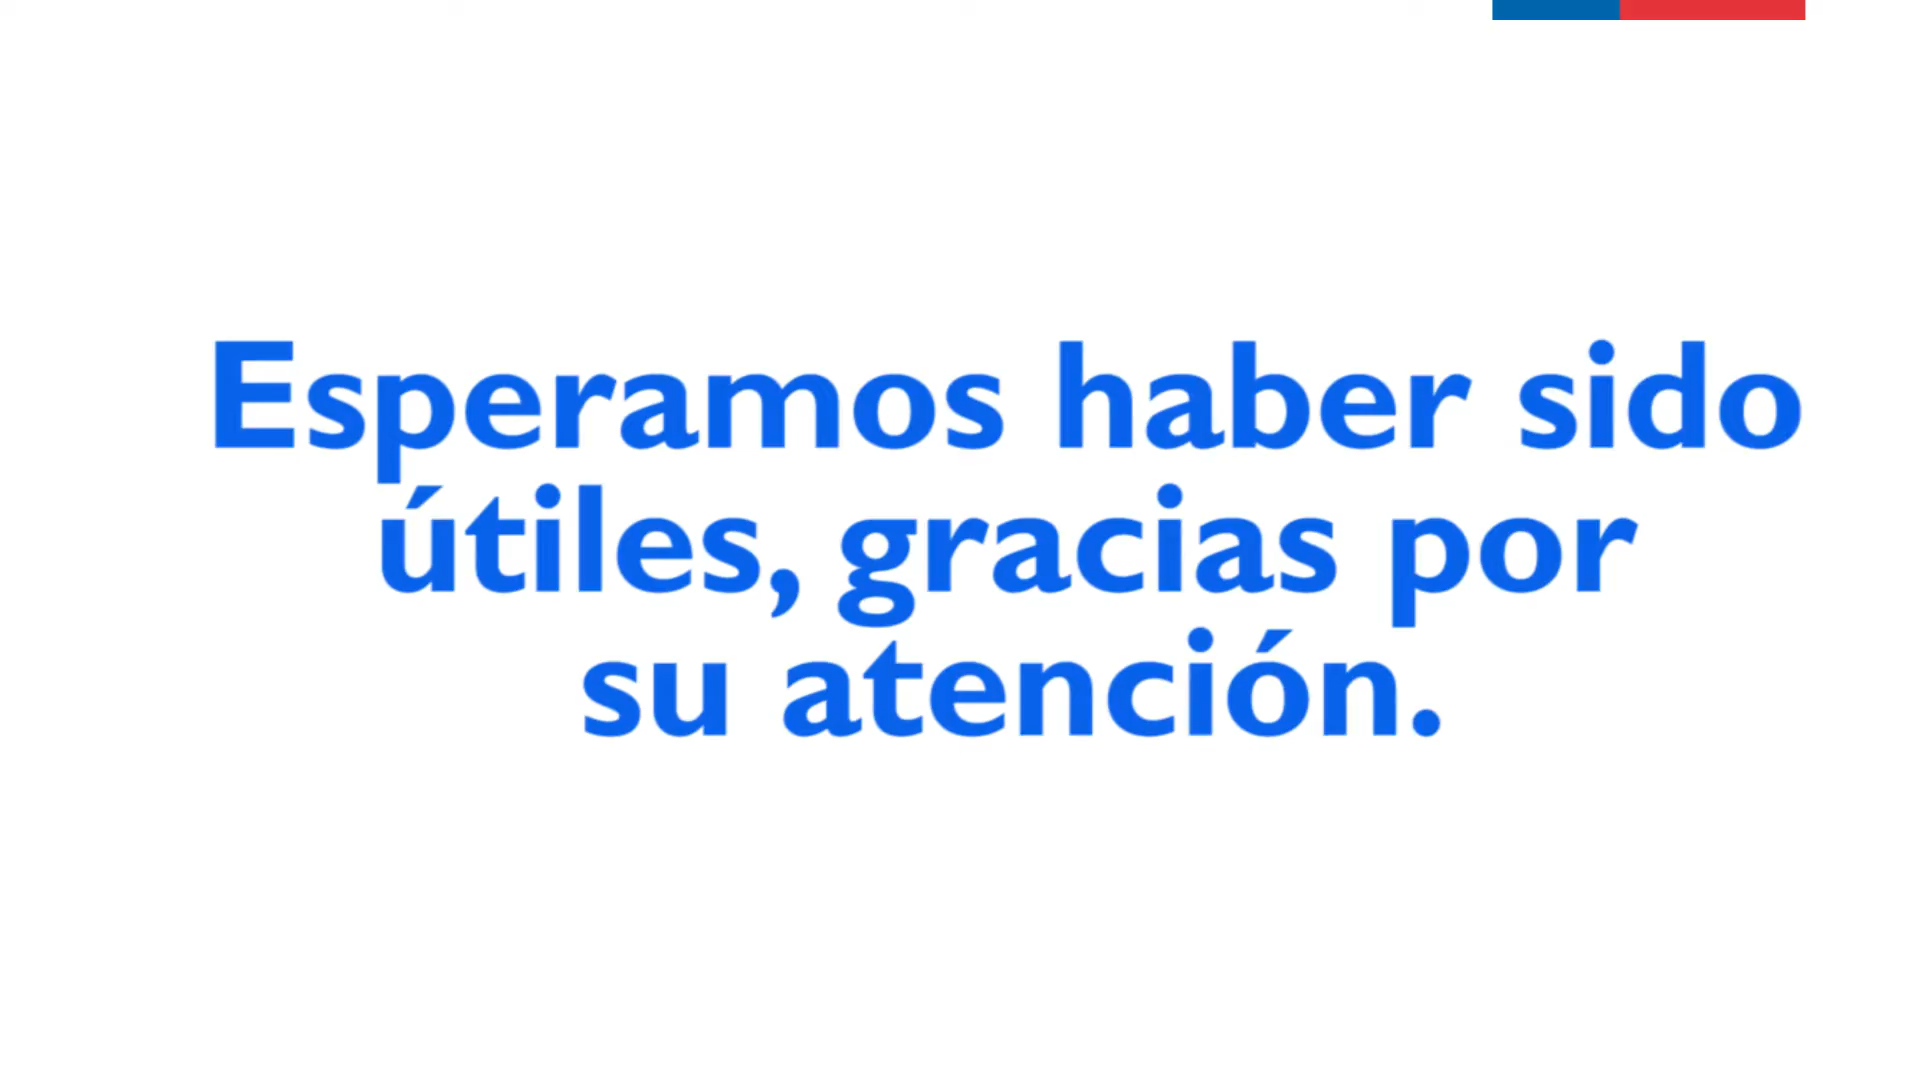 Esperamos haber sido
útiles, gracias por
su atención.